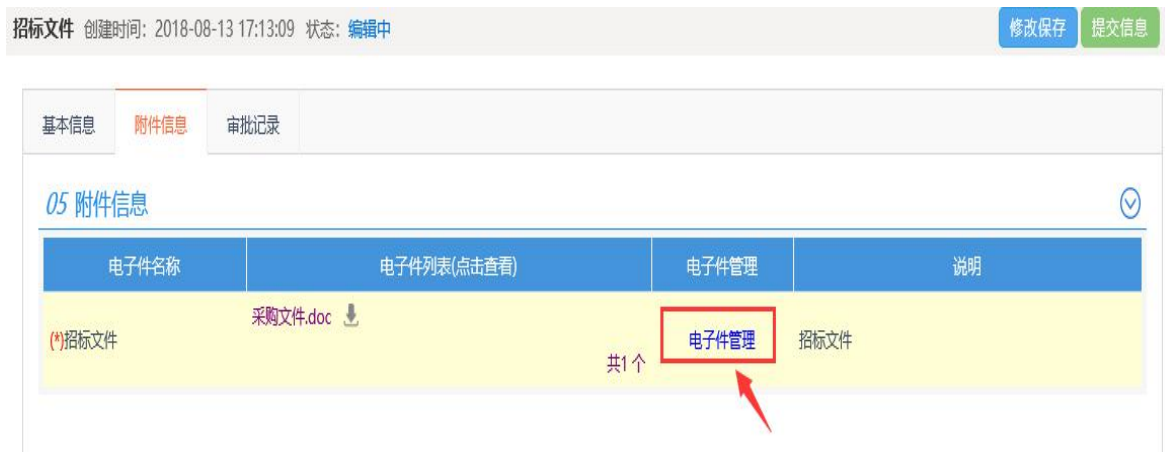 招标文件 创建时间：2018-08-13 17:13:09 状态：编辑中 修改保存 提交信息
基本信息 附件信息 审批记录
05 附件信息
电子件名称 电子件列表(点击查看) 电子件管理 说明
采购文件.doc
(*)招标文件 电子件管理 招标文件
共1 个